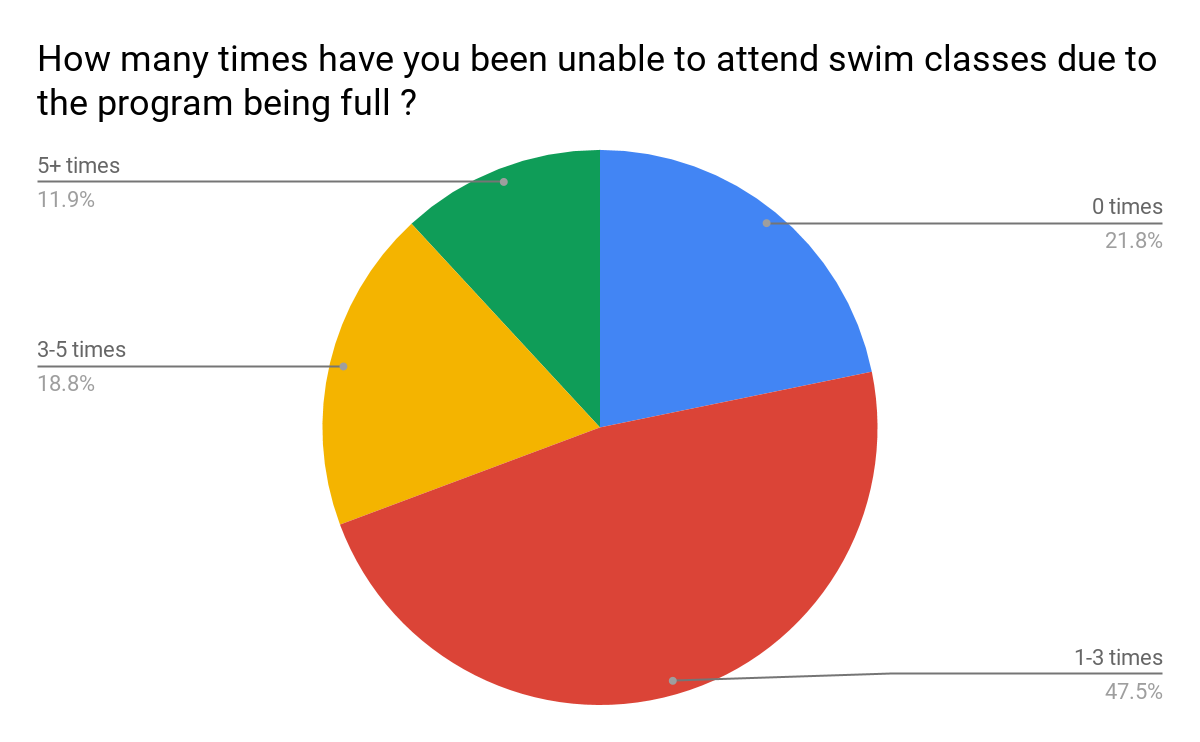 How many times have you been unable to attend swim classes due to
the program being full ?
5+ times
11.9%
0 times
21.8%
3-5 times
18.8%
1-3 times
47.5%